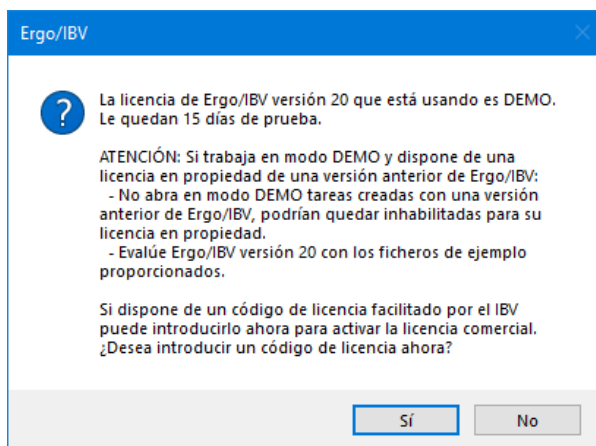 Ergo/IBV
La licencia de Ergo/IBV versión 20 que está usando es DEMO.
Le quedan 15 días de prueba.
ATENCIÓN: Si trabaja en modo DEMO y dispone de una
licencia en propiedad de una versión anterior de Ergo/IBV:
- No abra en modo DEMO tareas creadas con una versión
anterior de Ergo/IBV, podrían quedar inhabilitadas para su
licencia en propiedad.
- Evalúe Ergo/IBV versión 20 con los ficheros de ejemplo
proporcionados.
Si dispone de un código de licencia facilitado por el IBV
puede introducirlo ahora para activar la licencia comercial.
¿Desea introducir un código de licencia ahora?
Sí
No